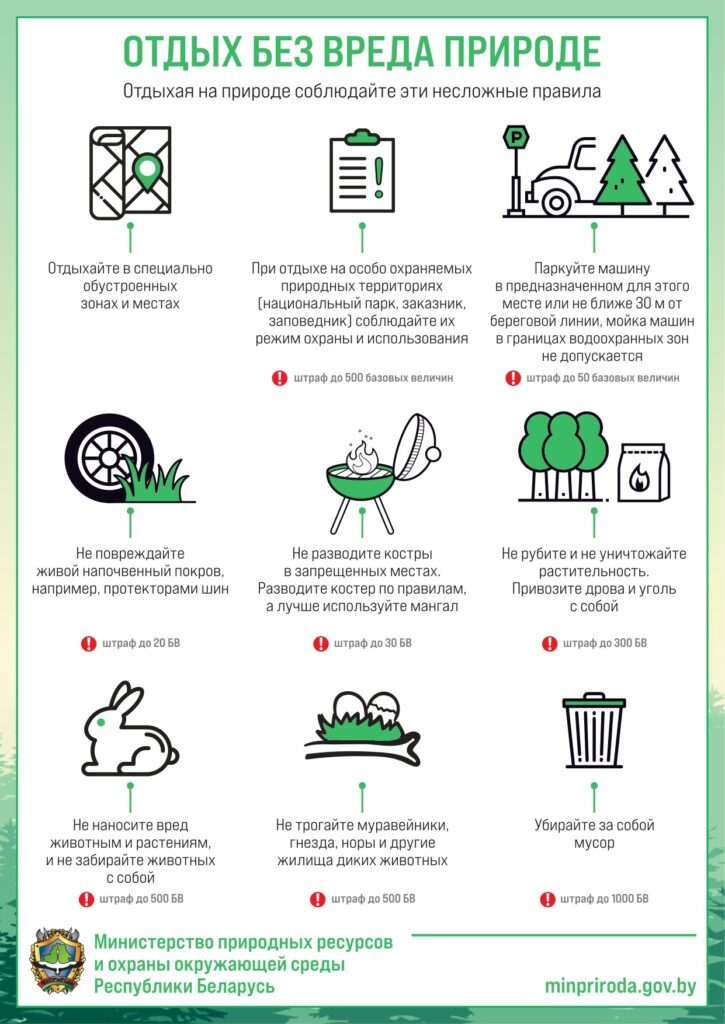 ОТДЫХ БЕЗ ВРЕДА ПРИРОДЕ
Отдыхая на природе соблюдайте эти несложные правила
Отдыхайте в специально
обустроенных
зонах и местах
При отдыхе на особо охраняемых
природных территориях
(национальный парк, заказник,
заповедник) соблюдайте их
режим охраны и использования
! штраф до 500 базовых величин
P
Паркуйте машину
в предназначенном для этого
месте или не ближе 30 м от
береговой линии, мойка машин
в границах водоохранных зон
не допускается
! штраф до 50 базовых величин
Не повреждайте
живой напочвенный покров,
например, протекторами шин
! штраф до 20 БВ
Не разводите костры
в запрещенных местах.
Разводите костер по правилам,
а лучше используйте мангал
! штраф до 30 БВ
Не рубите и не уничтожайте
растительность.
Привозите дрова и уголь
с собой
! штраф до 300 БВ
Не наносите вред
животным и растениям,
и не забирайте животных
с собой
! штраф до 500 БВ
Не трогайте муравейники,
гнезда, норы и другие
жилища диких животных
! штраф до 500 БВ
Убирайте за собой
мусор
! штраф до 1000 БВ
Министерство природных ресурсов
и охраны окружающей среды
Республики Беларусь
minpriroda.gov.by